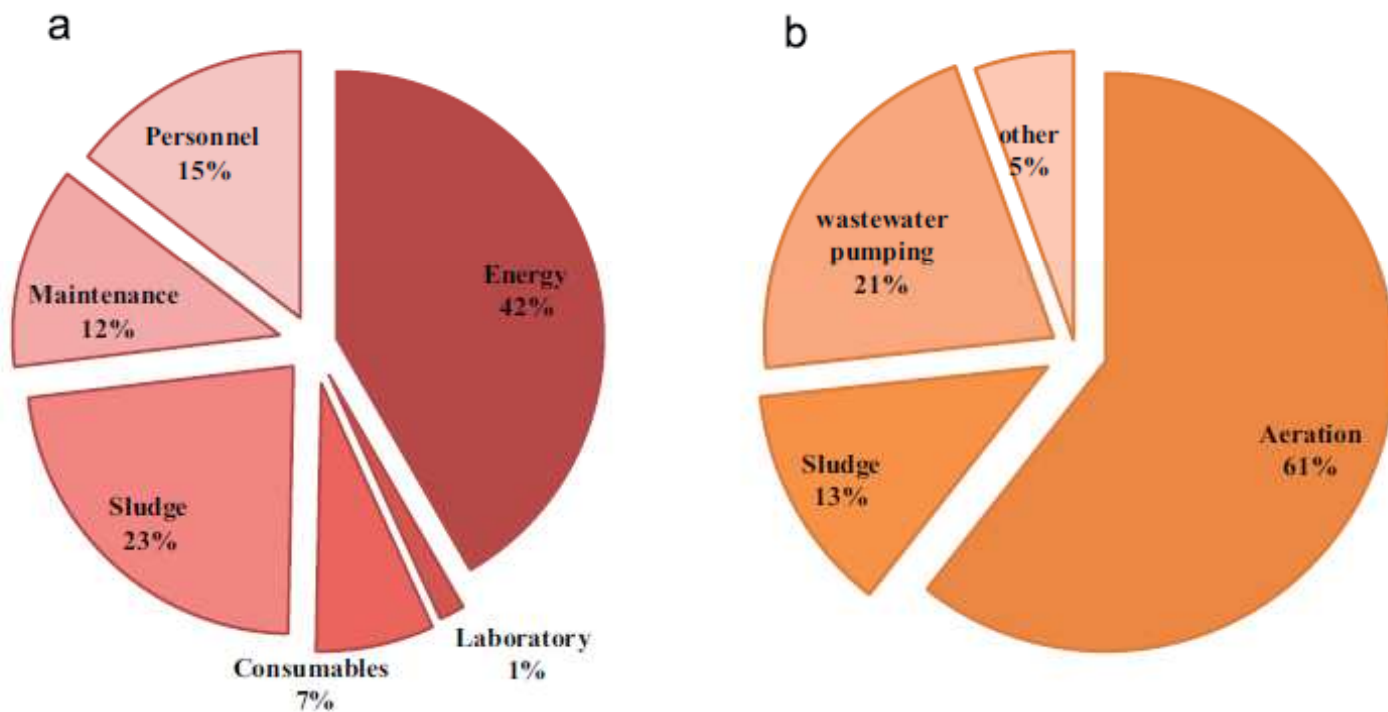 a
Personnel
15%
Energy
42%
Maintenance
12%
Sludge
23%
Consumables
7%
Laboratory
1%
b
other
5%
wastewater
pumping
21%
Aeration
61%
Sludge
13%